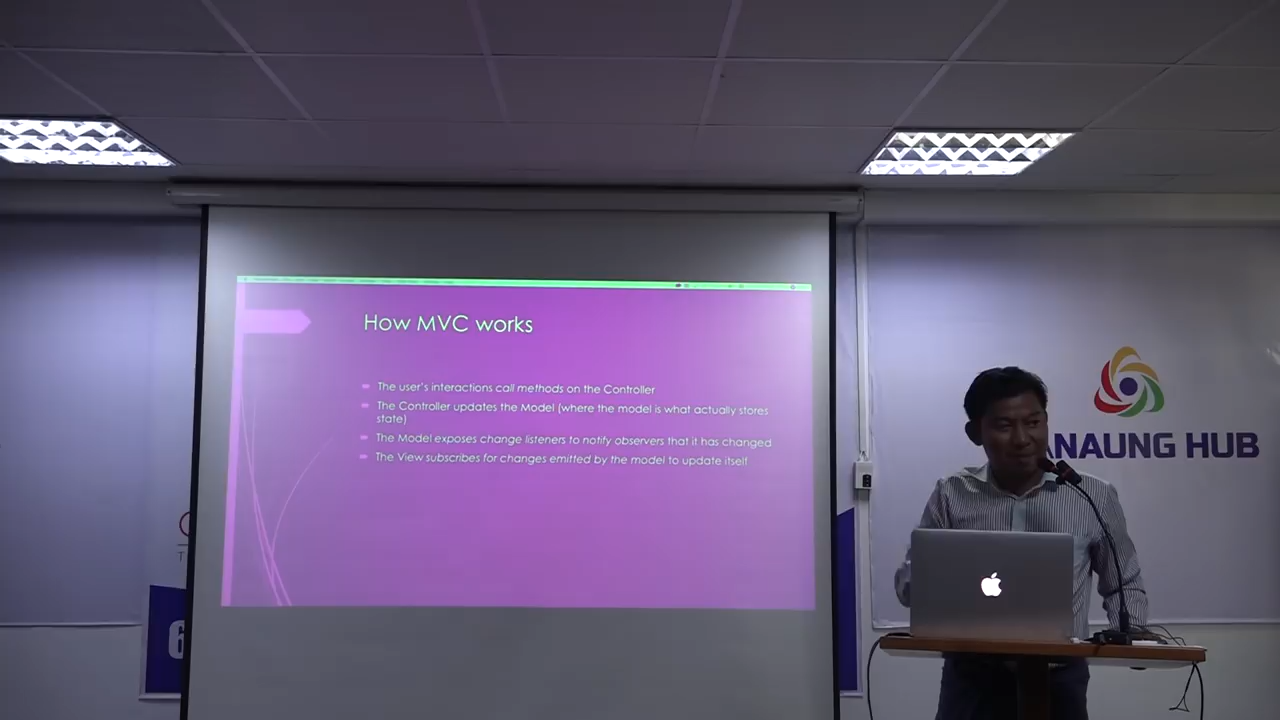 How MVC works
The user's interactions call methods on the Controller
The Controller updates the Model (where the model is what actually stores
state)
The Model exposes change listeners to notify observers that it has changed
The View subscribes for changes emitted by the model to update itself
ANAUNG HUB
6
T